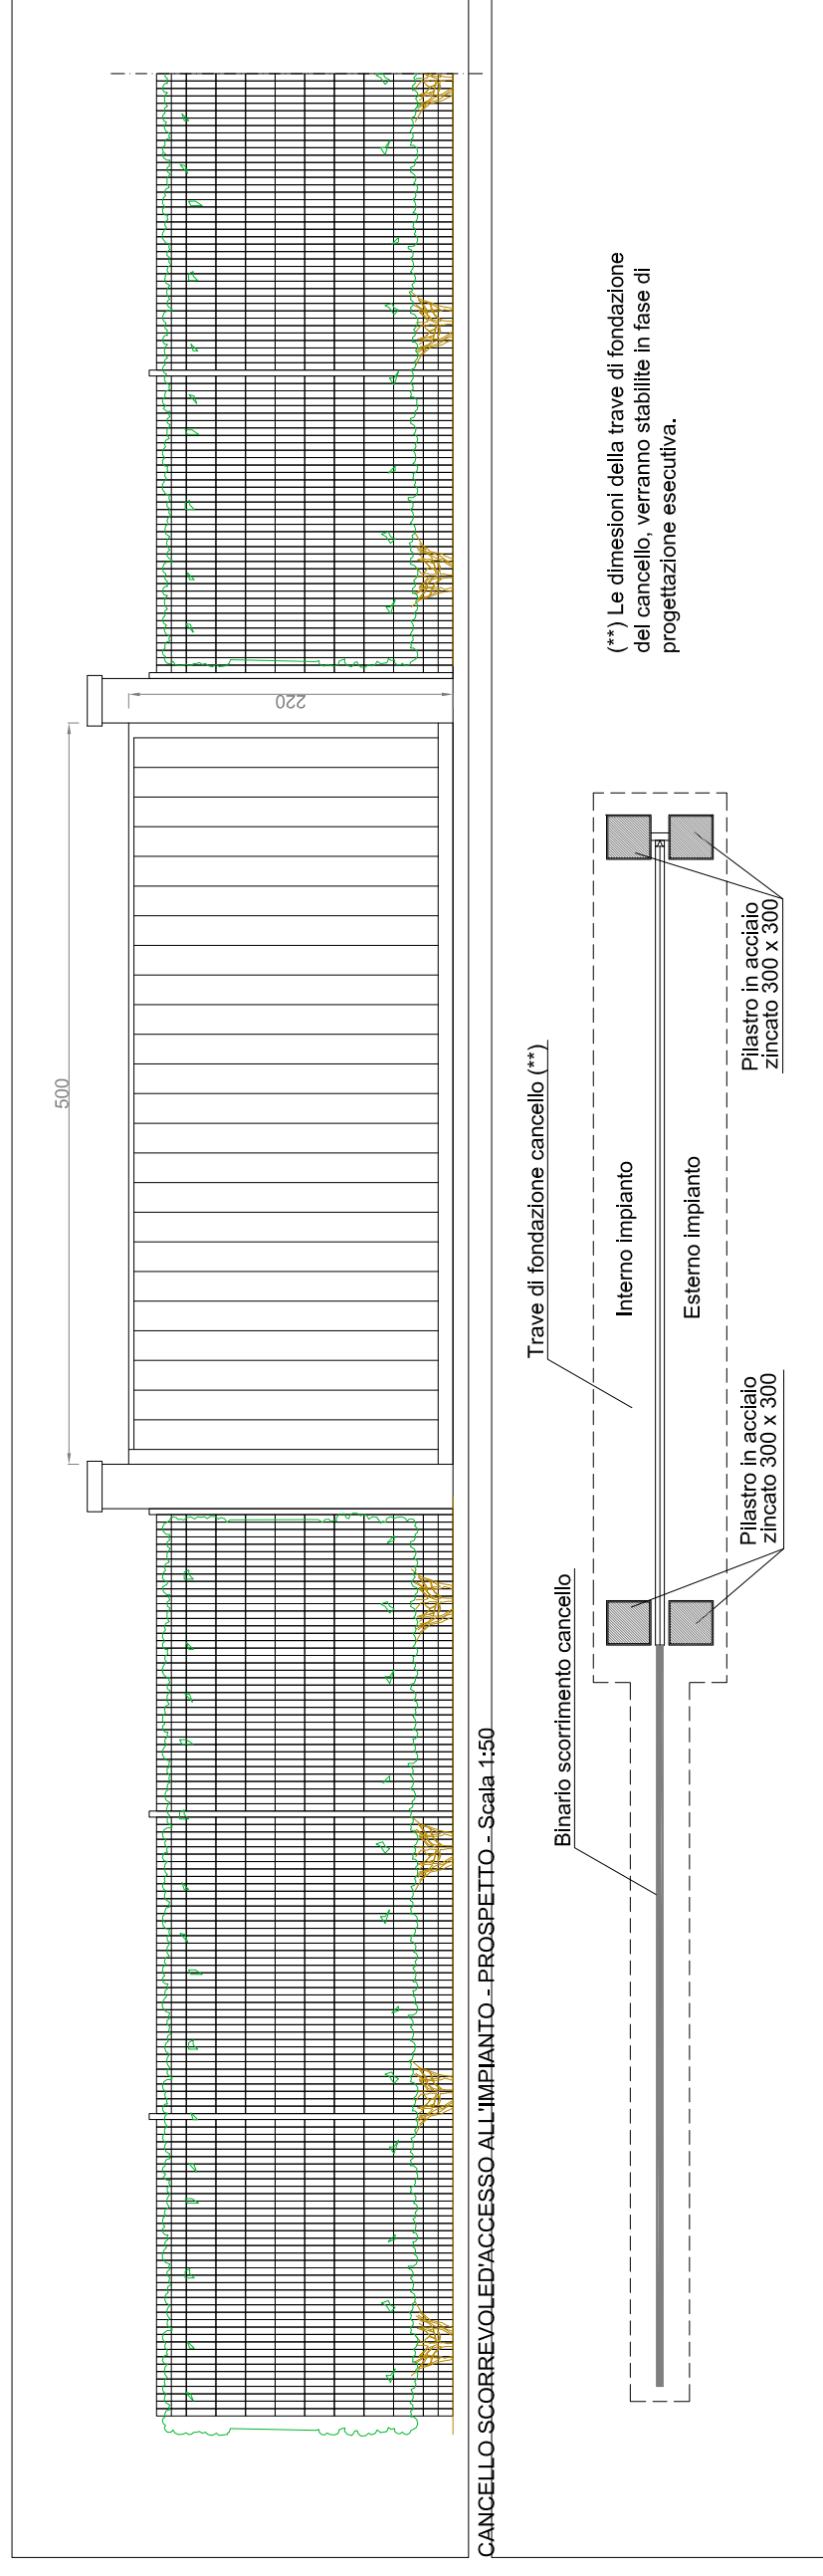 500
220
CANCELLO SCORREVOLED'ACCESSO ALL'IMPIANTO - PROSPETTO - Scala 1:50
Binario scorrimento cancello
Trave di fondazione cancello (**)
Interno impianto
Esterno impianto
Pilastro in acciaio
zincato 300 x 300
Pilastro in acciaio
zincato 300 x 300
(**) Le dimesioni della trave di fondazione
del cancello, verranno stabilite in fase di
progettazione esecutiva.